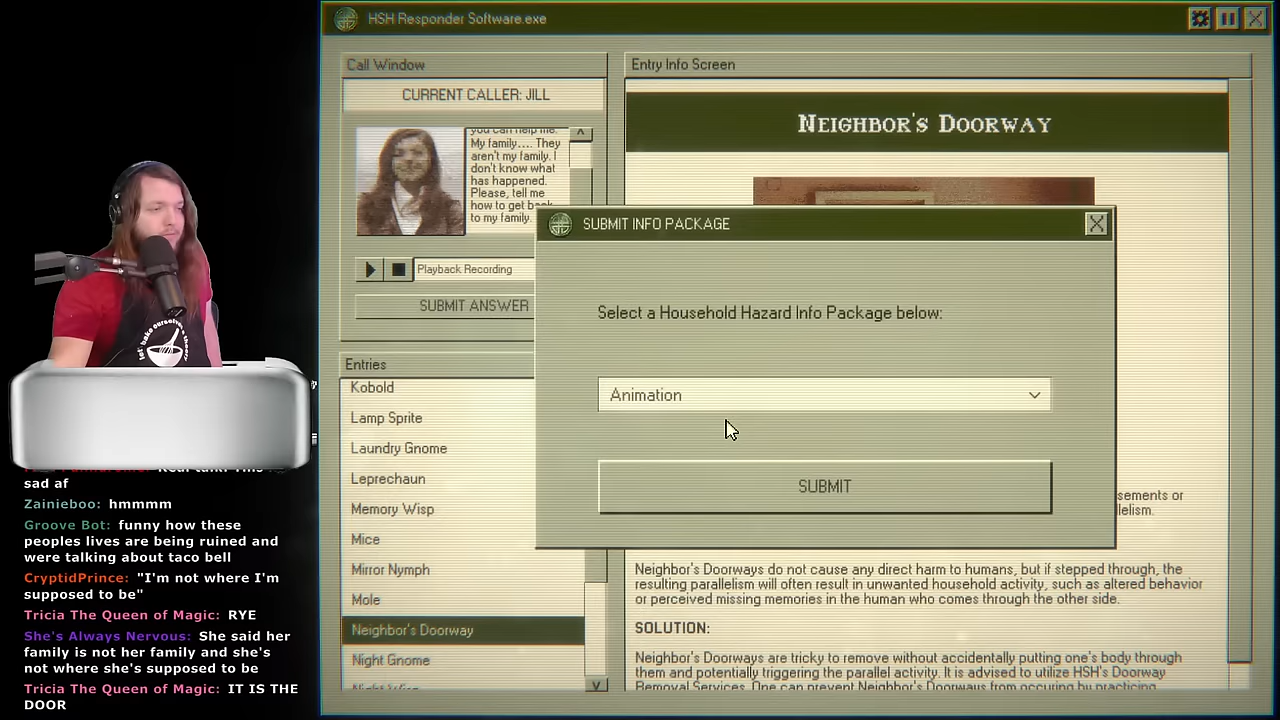 HSH Responder Software.exe
Call Window
CURRENT CALLER: JILL
you can help me.
My family.... They
aren't my family. I
don't know what
has happened.
Please, tell me
how to get back
to my family.
Playback Recording
SUBMIT ANSWER
Entries
Kobold
Lamp Sprite
Laundry Gnome
Leprechaun
Memory Wisp
Mice
Mirror Nymph
Mole
Neighbor's Doorway
Night Gnome
Night Wisp
Entry Info Screen
NEIGHBOR'S DOORWAY
SUBMIT INFO PACKAGE
Select a Household Hazard Info Package below:
Animation
SUBMIT
sements or
lelism.
Neighbor's Doorways do not cause any direct harm to humans, but if stepped through, the
resulting parallelism will often result in unwanted household activity, such as altered behavior
or perceived missing memories in the human who comes through the other side.
SOLUTION:
Neighbor's Doorways are tricky to remove without accidentally putting one's body through
them and potentially triggering the parallel activity. It is advised to utilize HSH's Doorway
Removal Services. One can prevent Neighbor's Doorways from occuring by practicing
let's bake ourselves a theory
sad af
Zainieboo: hmmmm
Groove Bot: funny how these
peoples lives are being ruined and
were talking about taco bell
CryptidPrince: "I'm not where I'm
supposed to be"
Tricia The Queen of Magic: RYE
She's Always Nervous: She said her
family is not her family and she's
not where she's supposed to be
Tricia The Queen of Magic: IT IS THE
DOOR